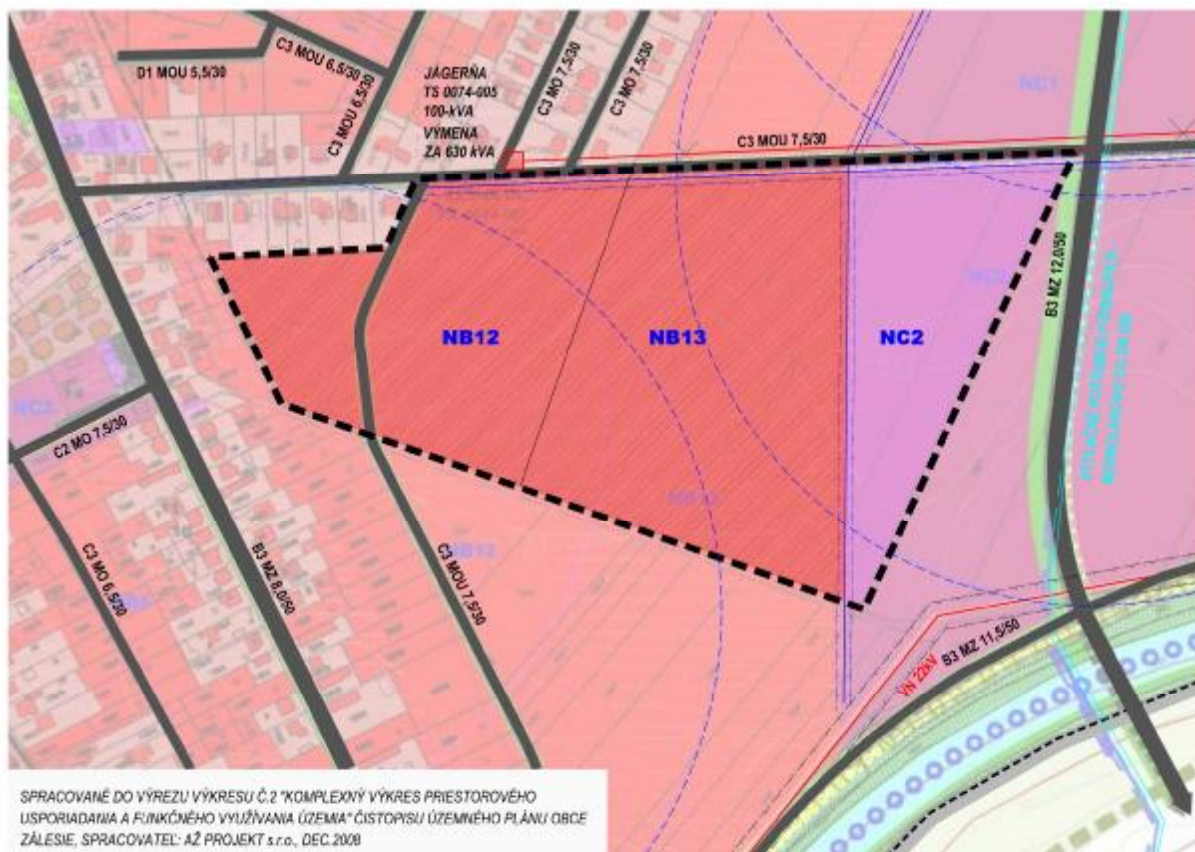 D1 MOU 5,5/30
C3 MOU 6,5/30
C3 MOU 6,5/30
JÁGERŇA
TS 0074-005
100-kVA
VÝMENA
ZA 630 kVA
C3 MO 7,5/30
C3 MO 7,5/30
C3 MOU 7,5/30
NC1
NC2
NB12
NB13
NC2
B3 MZ 12,0/50
NC3
C2 MO 7,5/30
C3 MO 6,5/30
B3 MZ 8,0/50
NB12
C3 MOU 7,5/30
VN 22kV
B3 MZ 11,5/50
SPRACOVANÉ DO VÝREZU VÝKRESU Č.2 "KOMPLEXNÝ VÝKRES PRIESTOROVÉHO
USPORIADANIA A FUNKČNÉHO VYUŽÍVANIA ÚZEMIA" ČISTOPISU ÚZEMNÉHO PLÁNU OBCE
ZÁLESIE, SPRACOVATEĽ: AŽ PROJEKT s.r.o., DEC.2008